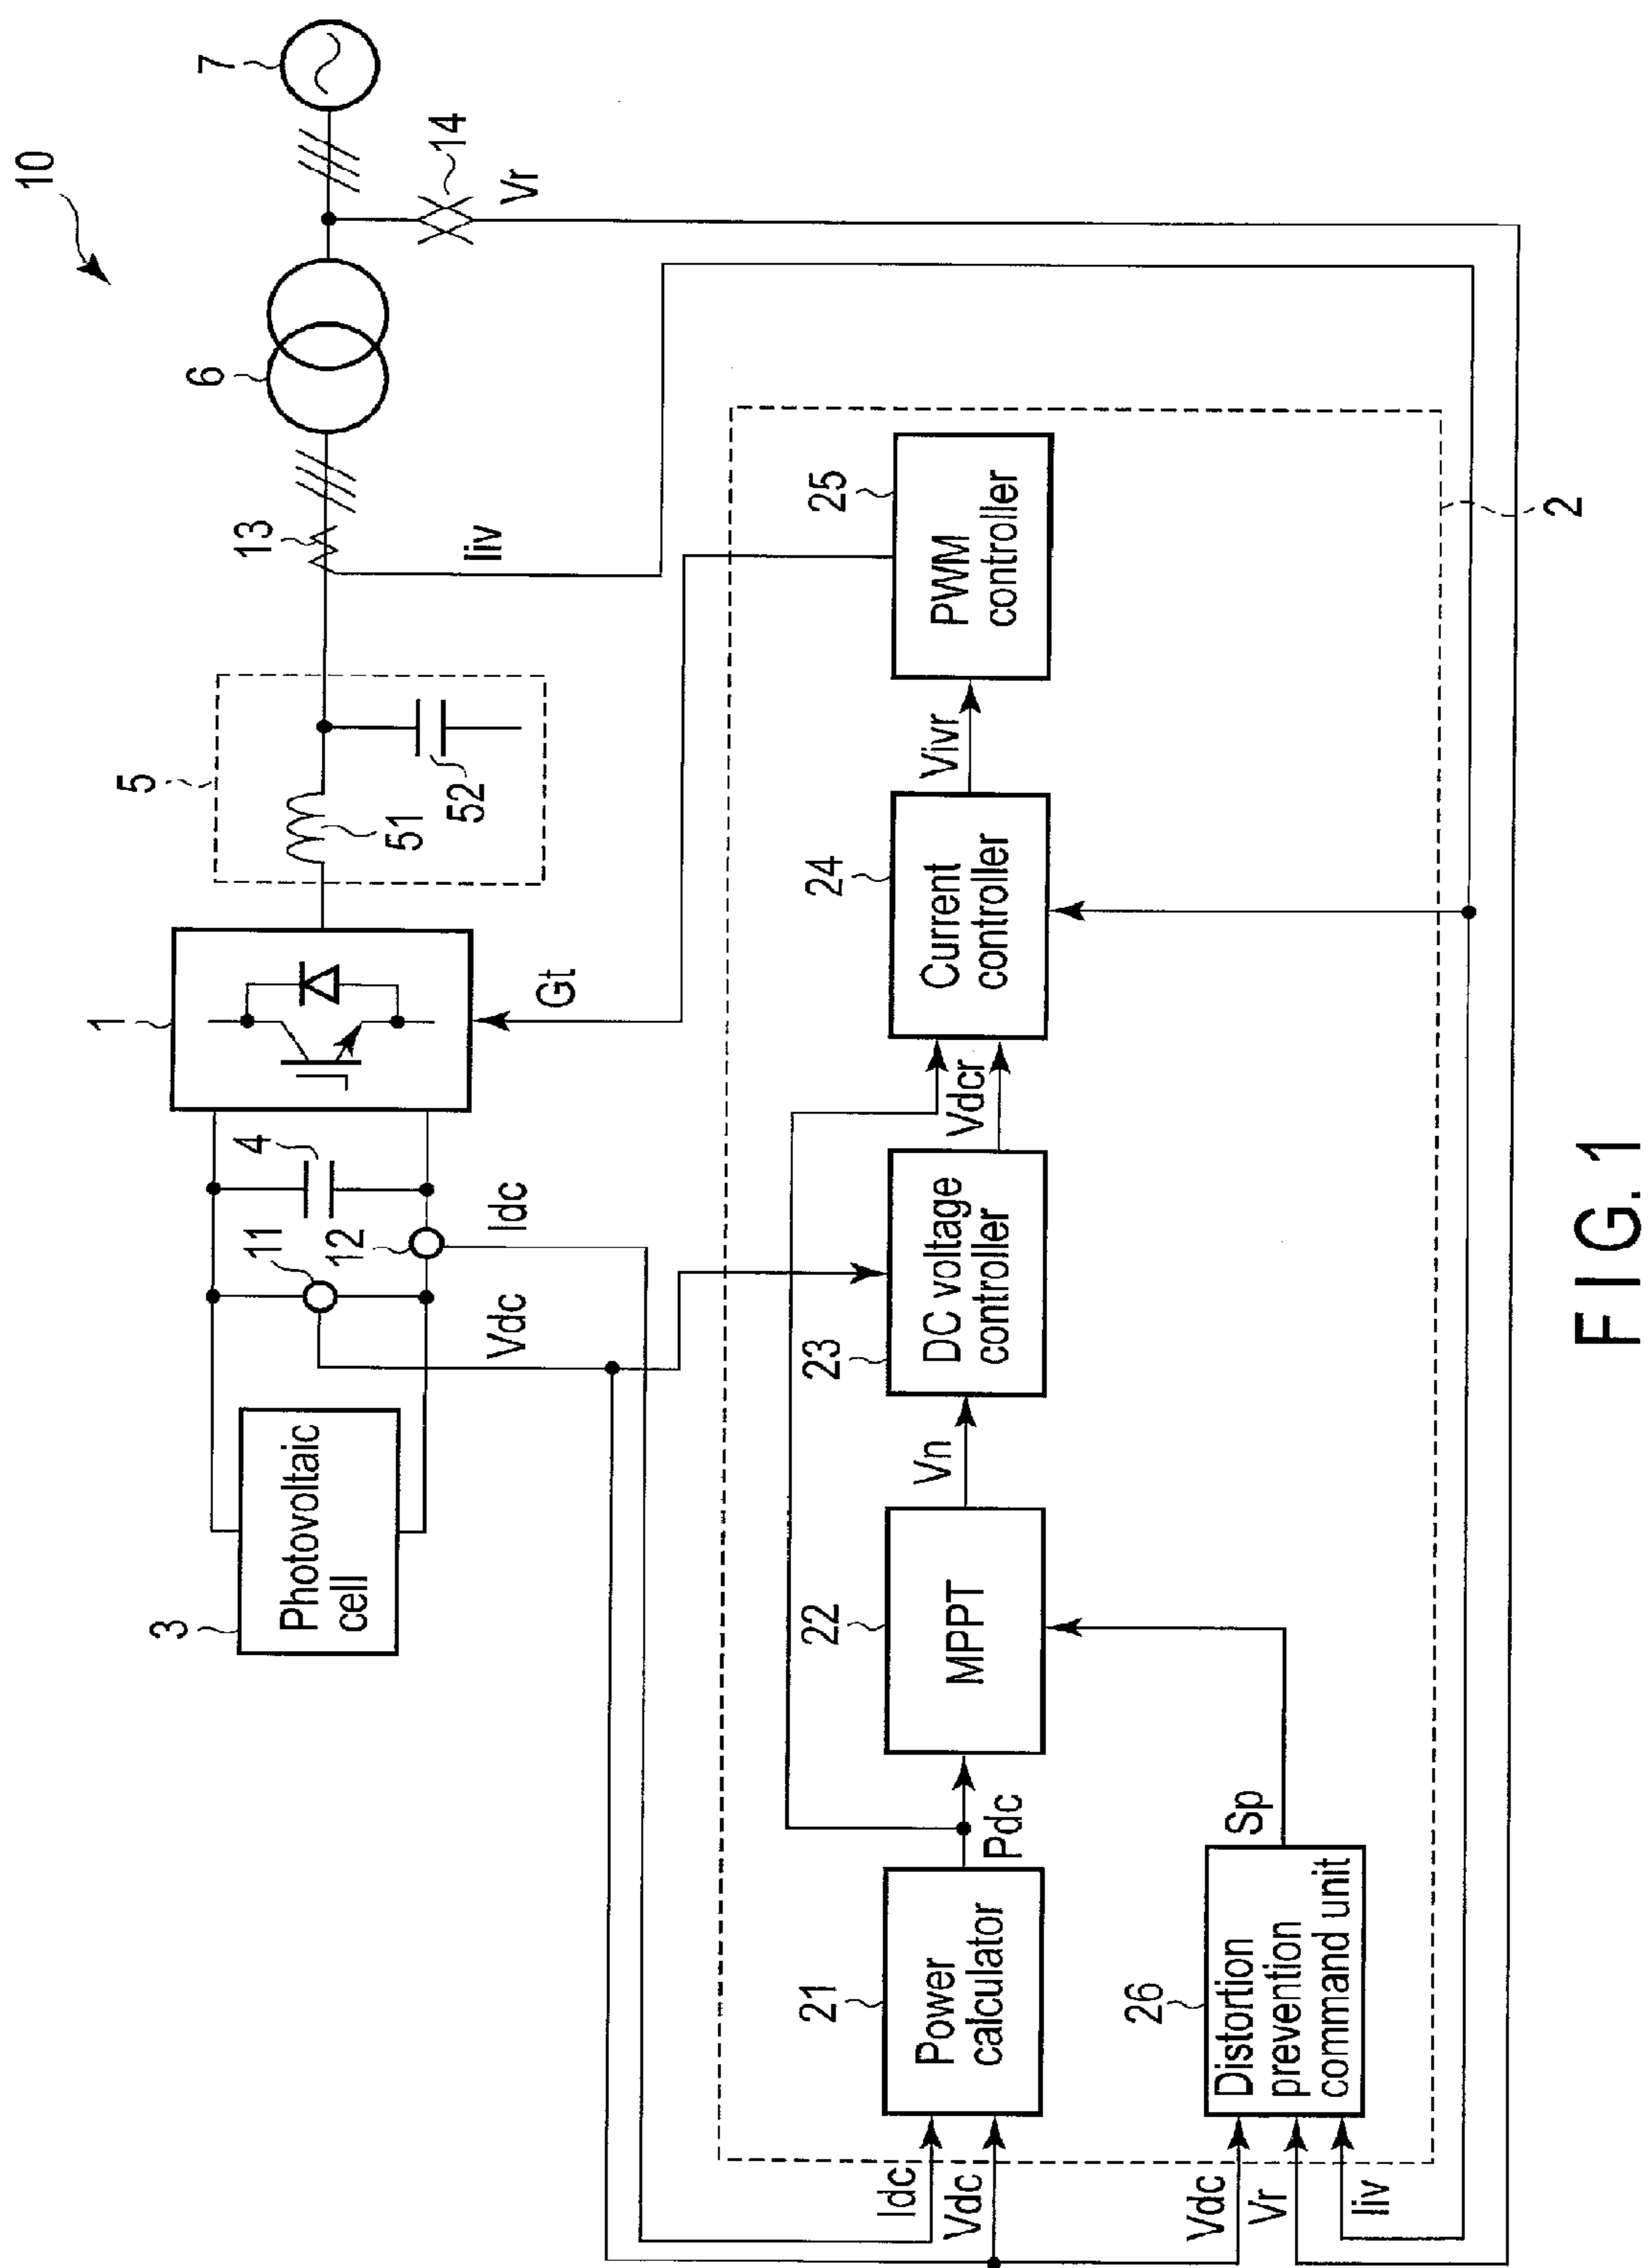 10
7
14
Vr
6
13
Iiv
5
51
52
1
Gt
4
11
12
Idc
Vdc
3
Photovoltaic
cell
2
25
PWM
controller
Vivr
24
Current
controller
Vdcr
23
DC voltage
controller
Vn
22
MPPT
Pdc
21
Power
calculator
Sp
26
Distortion
prevention
command unit
Idc
Vdc
Vdc
Vr
Iiv
FIG. 1